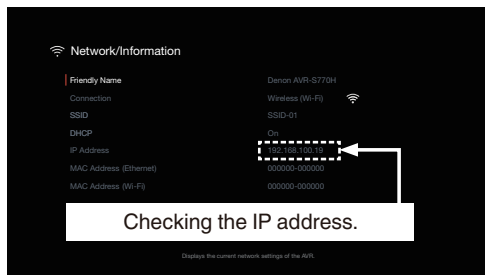 Network/Information
Friendly Name Denon AVR-S770H
Connection Wireless (Wi-Fi)
SSID SSID-01
DHCP On
IP Address 192.168.100.19
MAC Address (Ethernet) 000000-000000
MAC Address (Wi-Fi) 000000-000000
Checking the IP address.
Displays the current network settings of the AVR.